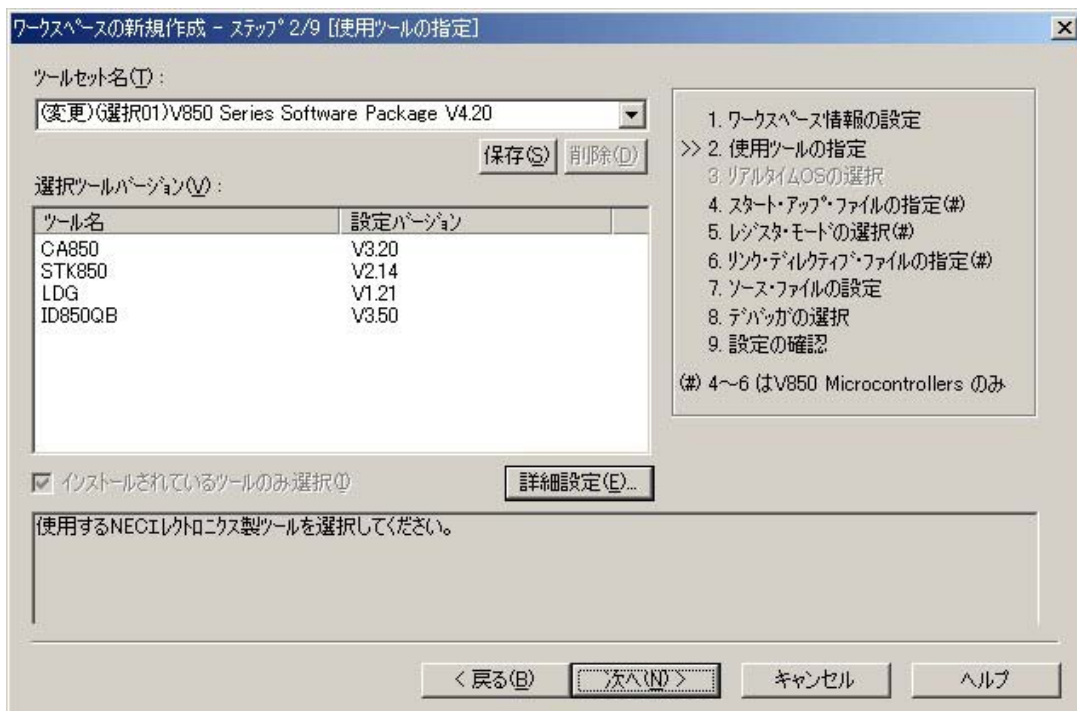 ワークスペースの新規作成 - ステップ 2/9 [使用ツールの指定]
ツールセット名(T) :
(変更)(選択01)V850 Series Software Package V4.20
保存(S) 削除(D)
選択ツールバージョン(V) :
ツール名 設定バージョン
CA850 V3.20
STK850 V2.14
LDG V1.21
ID850QB V3.50
インストールされているツールのみ選択(I)
詳細設定(E)...
使用するNECエレクトロニクス製ツールを選択してください。
1. ワークスペース情報の設定
>> 2. 使用ツールの指定
3. リアルタイムOSの選択
4. スタート・アップ・ファイルの指定(#)
5. レジスタ・モードの選択(#)
6. リンク・ディレクティブ・ファイルの指定(#)
7. ソース・ファイルの設定
8. デバッガの選択
9. 設定の確認
(#) 4～6 はV850 Microcontrollers のみ
< 戻る(B) 次へ(N) > キャンセル ヘルプ